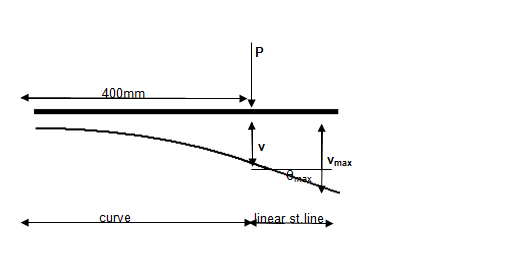 P
400mm
v
vmax
θmax
curve
linear st.line